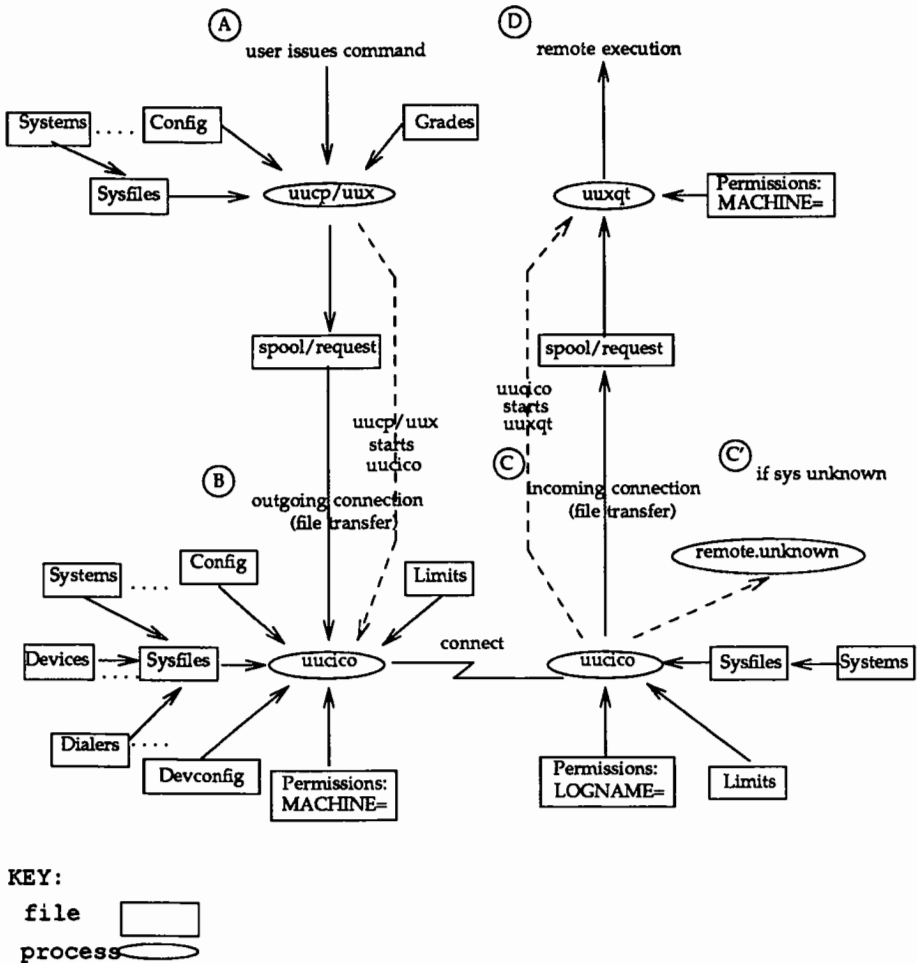 A
user issues command
D
remote execution
Systems
....
Config
Grades
Sysfiles
uucp/uux
uuxqt
Permissions:
MACHINE=
spool/request
spool/request
uucp/uux
starts
uucico
uucico
starts
uuxqt
B
outgoing connection
(file transfer)
C
incoming connection
(file transfer)
C'
if sys unknown
remote.unknown
Systems
....
Config
Limits
Devices
....
Sysfiles
uucico
connect
uucico
Sysfiles
Systems
Dialers
....
Devconfig
Permissions:
MACHINE=
Permissions:
LOGNAME=
Limits
KEY:
file
process